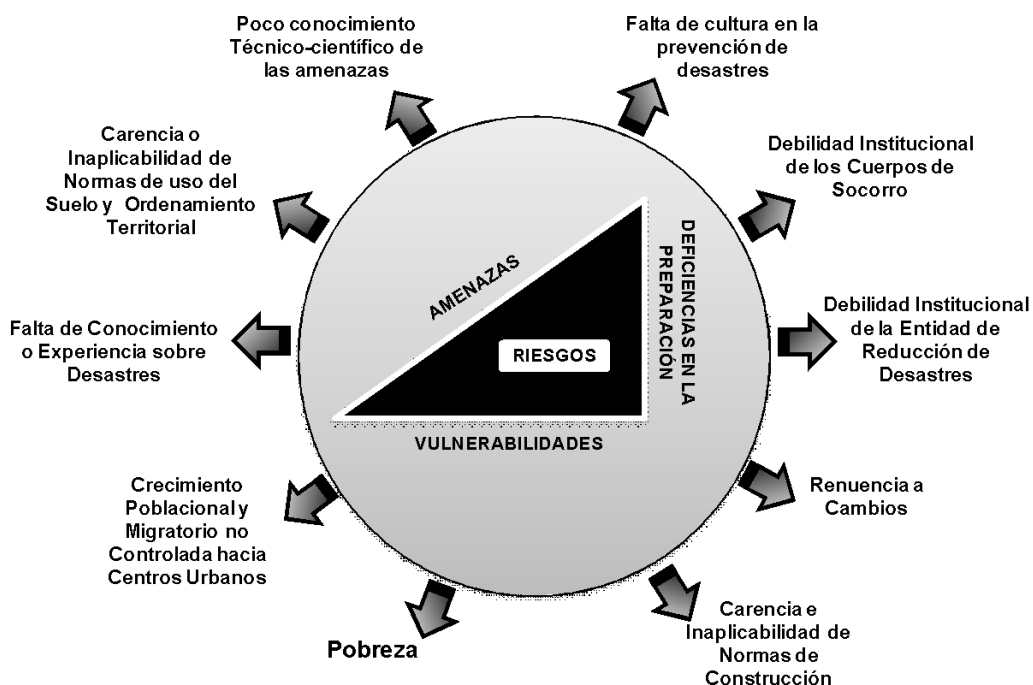 Poco conocimiento
Técnico-científico de
las amenazas
Falta de cultura en la
prevención de
desastres
Carencia o
Inaplicabilidad de
Normas de uso del
Suelo y Ordenamiento
Territorial
Debilidad Institucional
de los Cuerpos de
Socorro
AMENAZAS
DEFICIENCIAS EN LA
PREPARACIÓN
RIESGOS
VULNERABILIDADES
Falta de Conocimiento
o Experiencia sobre
Desastres
Debilidad Institucional
de la Entidad de
Reducción de
Desastres
Crecimiento
Poblacional y
Migratorio no
Controlada hacia
Centros Urbanos
Renuencia a
Cambios
Pobreza
Carencia e
Inaplicabilidad de
Normas de
Construcción